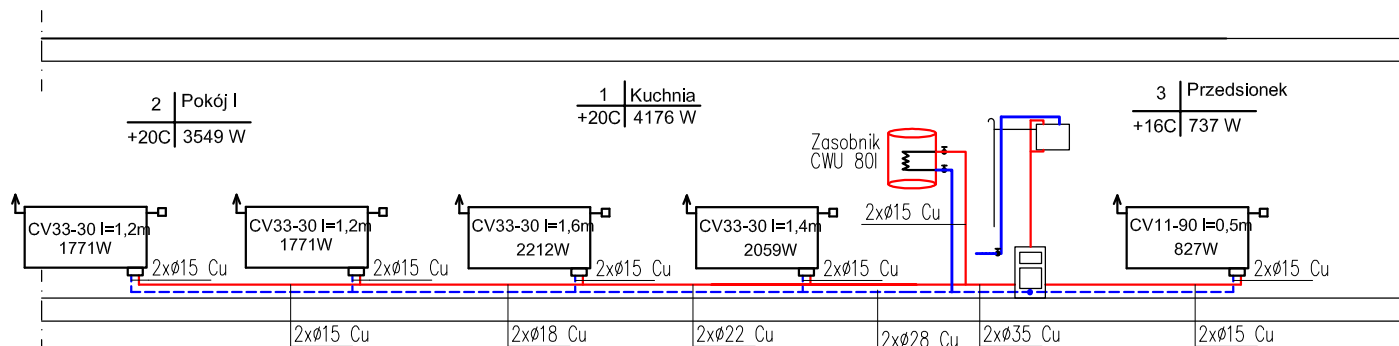 2 Pokój I
+20C 3549 W
1 Kuchnia
+20C 4176 W
3 Przedsionek
+16C 737 W
Zasobnik
CWU 80l
2xø15 Cu
CV33-30 l=1,2m
1771W
CV33-30 l=1,2m
1771W
CV33-30 l=1,6m
2212W
CV33-30 l=1,4m
2059W
CV11-90 l=0,5m
827W
2xø15 Cu
2xø15 Cu
2xø15 Cu
2xø15 Cu
2xø15 Cu
2xø15 Cu
2xø18 Cu
2xø22 Cu
2xø28 Cu
2xø35 Cu
2xø15 Cu